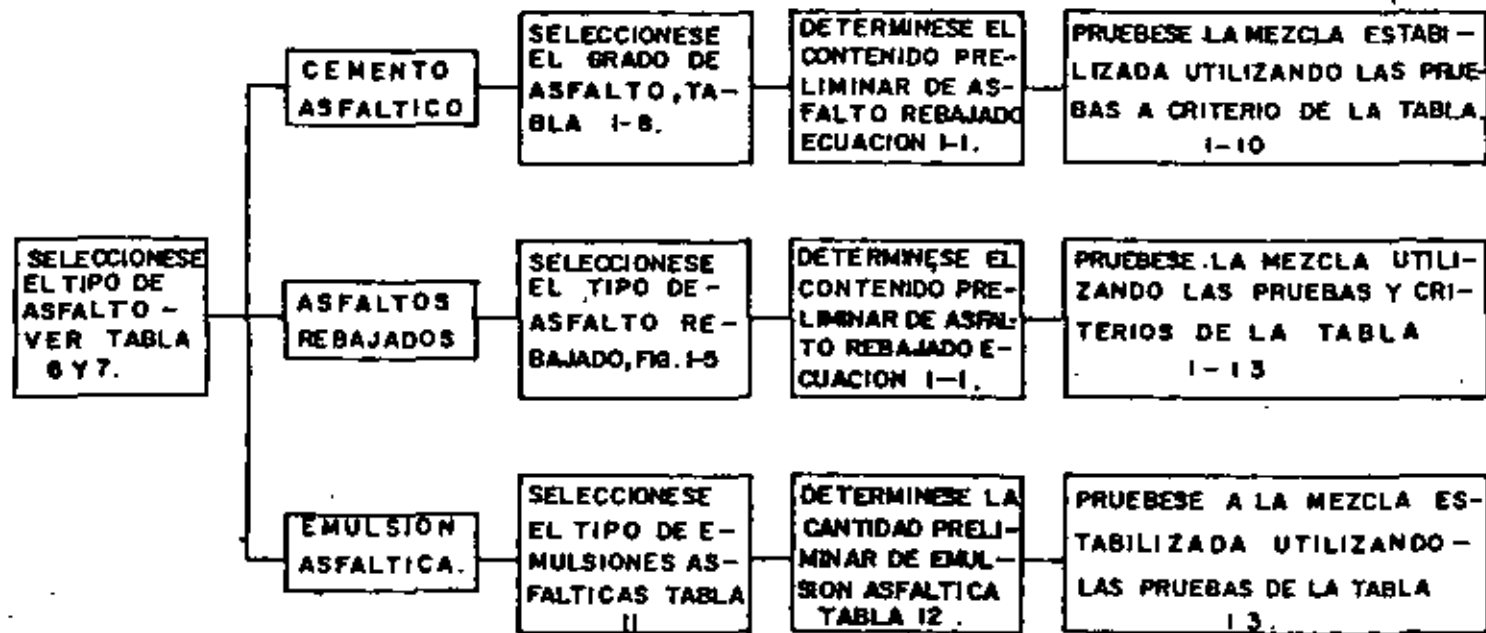 SELECCIONESE
EL TIPO DE
ASFALTO -
VER TABLA
6 Y 7.
CEMENTO
ASFALTICO
SELECCIONESE
EL GRADO DE
ASFALTO, TA-
BLA 1-8.
DETERMINESE EL
CONTENIDO PRE-
LIMINAR DE AS-
FALTO REBAJADO
ECUACION 1-1.
PRUEBESE LA MEZCLA ESTABI-
LIZADA UTILIZANDO LAS PRUE-
BAS A CRITERIO DE LA TABLA.
1-10
ASFALTOS
REBAJADOS
SELECCIONESE
EL TIPO DE -
ASFALTO RE-
BAJADO, FIG. 1-5
DETERMINESE EL
CONTENIDO PRE-
LIMINAR DE ASFAL-
TO REBAJADO E-
CUACION 1-1.
PRUEBESE LA MEZCLA UTILI-
ZANDO LAS PRUEBAS Y CRI-
TERIOS DE LA TABLA
1-13
EMULSIÓN
ASFALTICA.
SELECCIONESE
EL TIPO DE E-
MULSIONES AS-
FALTICAS TABLA
11
DETERMINESE LA
CANTIDAD PRELI-
MINAR DE EMUL-
SION ASFALTICA
TABLA 12.
PRUEBESE A LA MEZCLA ES-
TABILIZADA UTILIZANDO -
LAS PRUEBAS DE LA TABLA
13.